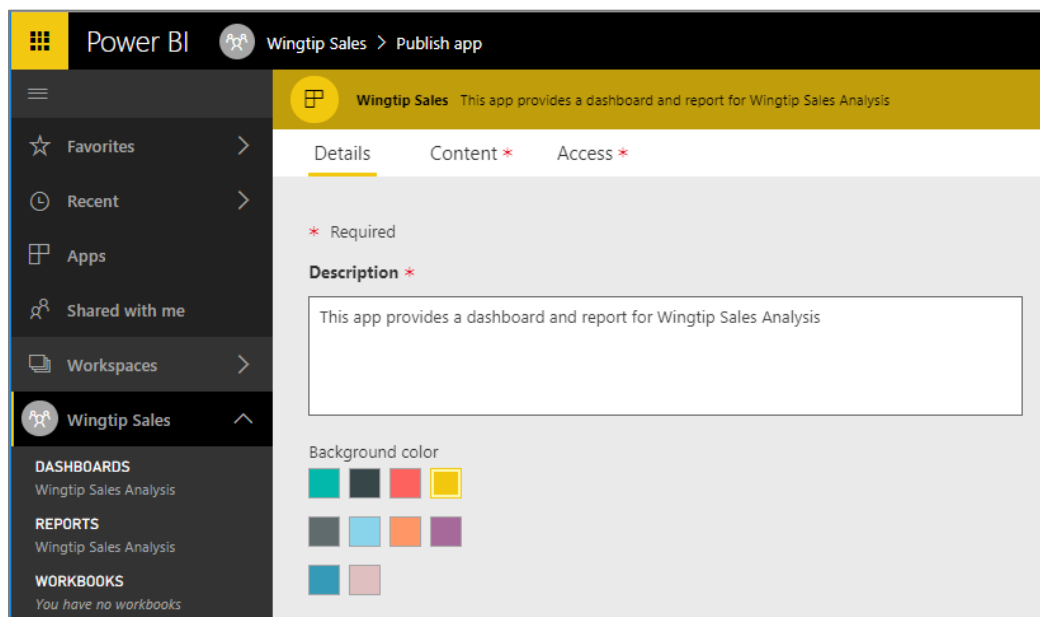 Power BI Wingtip Sales > Publish app
Wingtip Sales This app provides a dashboard and report for Wingtip Sales Analysis
Favorites
Recent
Apps
Shared with me
Workspaces
Wingtip Sales
DASHBOARDS
Wingtip Sales Analysis
REPORTS
Wingtip Sales Analysis
WORKBOOKS
You have no workbooks
Details Content * Access *
* Required
Description *
This app provides a dashboard and report for Wingtip Sales Analysis
Background color